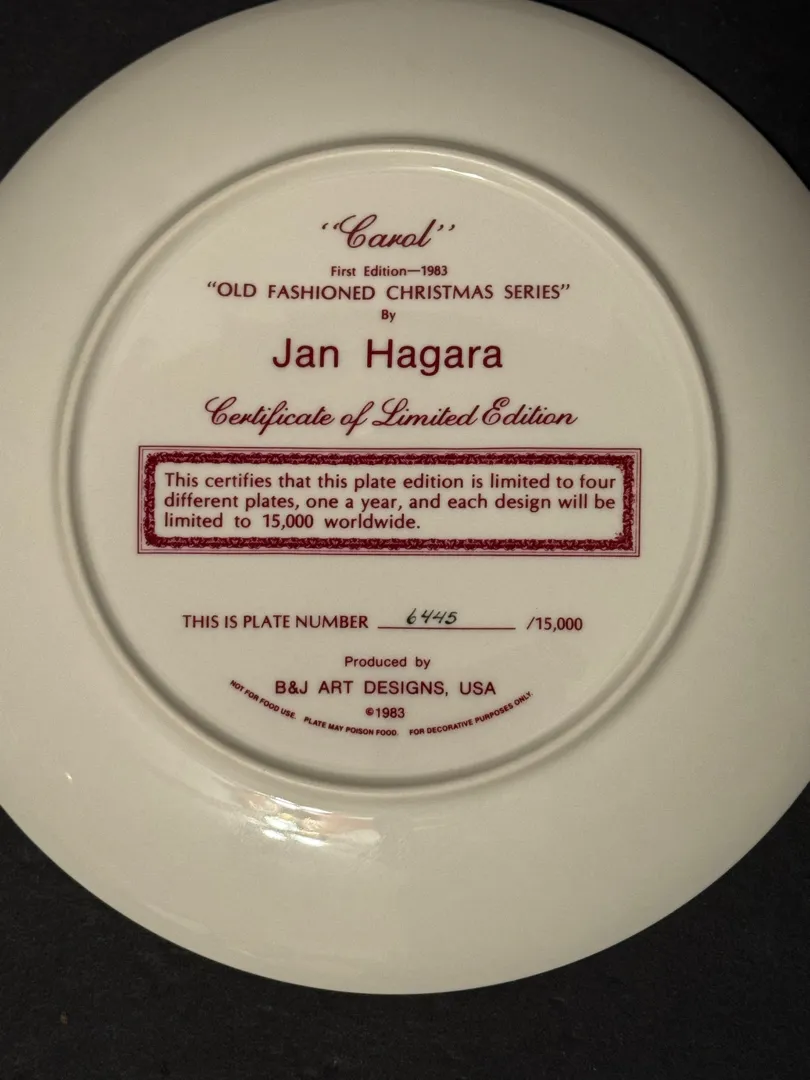 “Carol”
First Edition—1983
“OLD FASHIONED CHRISTMAS SERIES”
By
Jan Hagara
Certificate of Limited Edition
This certifies that this plate edition is limited to four
different plates, one a year, and each design will be
limited to 15,000 worldwide.
THIS IS PLATE NUMBER 6445 /15,000
Produced by
B&J ART DESIGNS, USA
©1983
NOT FOR FOOD USE. PLATE MAY POISON FOOD. FOR DECORATIVE PURPOSES ONLY.